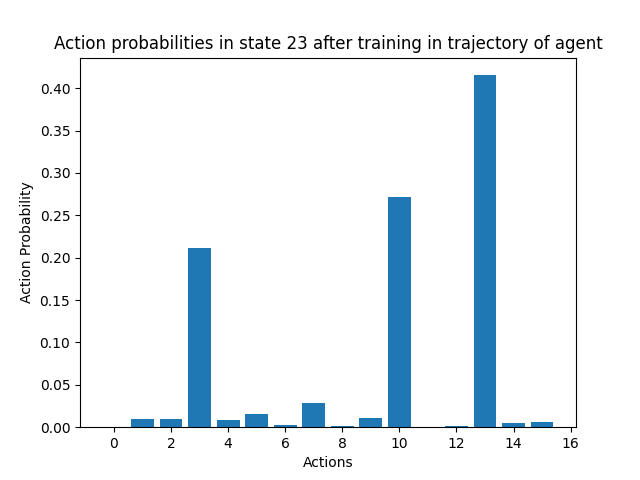 Action probabilities in state 23 after training in trajectory of agent
0.40
0.35
0.30
0.25
0.20
0.15
0.10
0.05
0.00
Action Probability
0 2 4 6 8 10 12 14 16
Actions